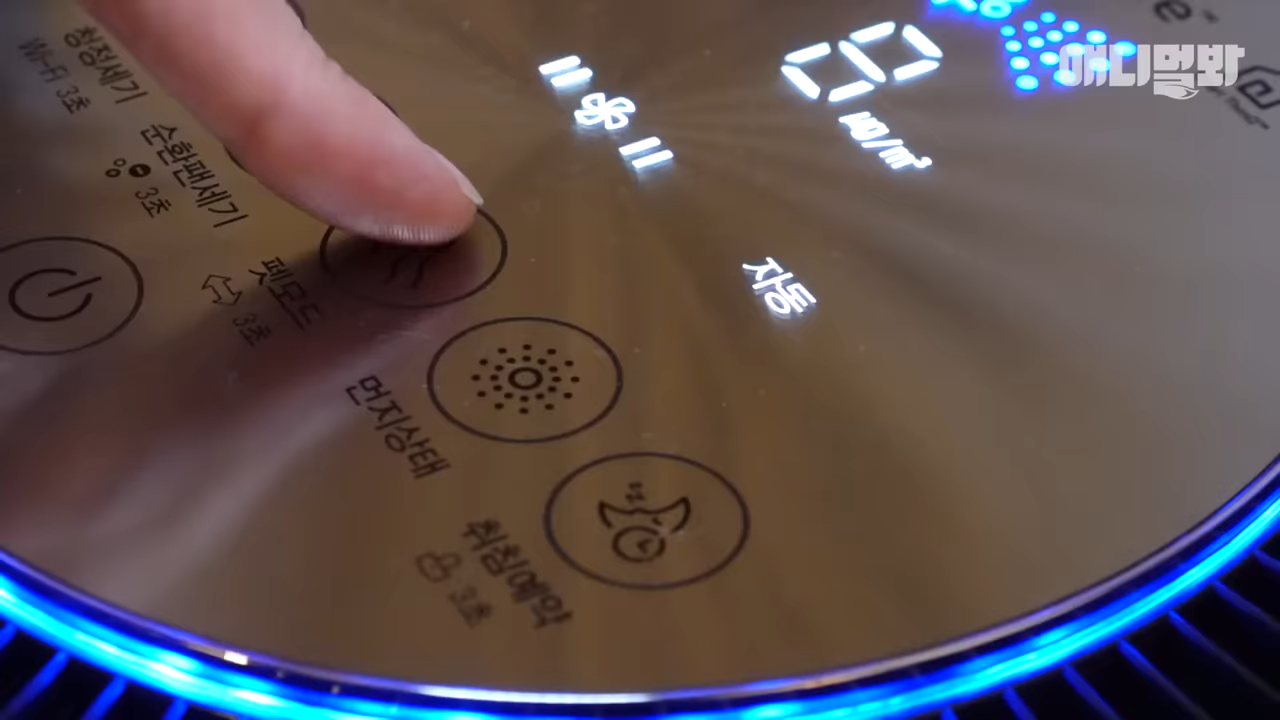 8
μg/m³
애니멀봐
청정세기
Wi-Fi 3초
순환팬세기
3초
펫모드
3초
자동
먼지상태
취침예약
3초